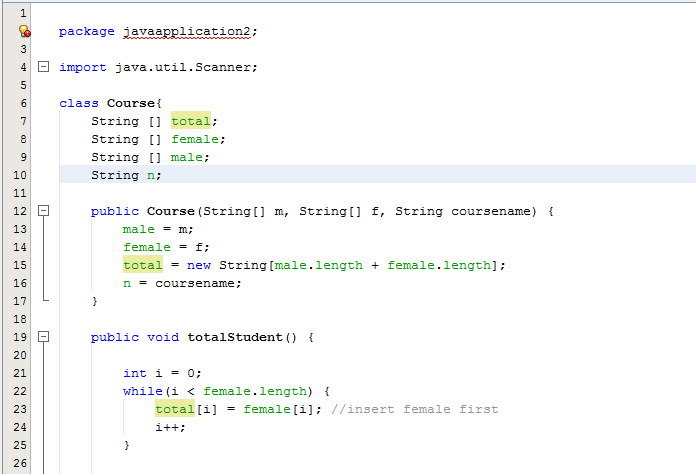 1
package javaapplication2;
3
4 import java.util.Scanner;
5
6 class Course{
7 String [] total;
8 String [] female;
9 String [] male;
10 String n;
11
12 public Course(String[] m, String[] f, String coursename) {
13 male = m;
14 female = f;
15 total = new String[male.length + female.length];
16 n = coursename;
17 }
18
19 public void totalStudent() {
20
21 int i = 0;
22 while(i < female.length) {
23 total[i] = female[i]; //insert female first
24 i++;
25 }
26